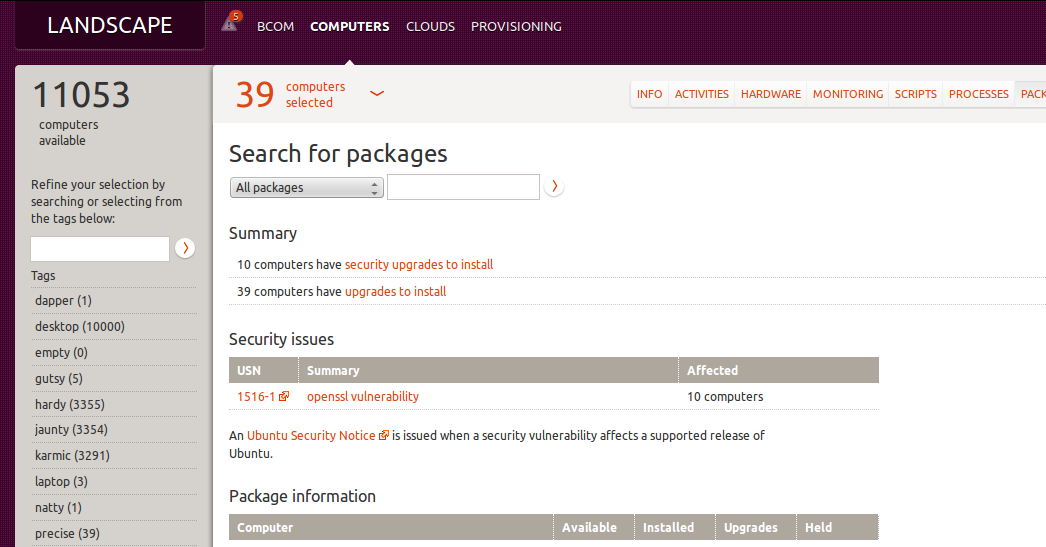 LANDSCAPE
5
BCOM COMPUTERS CLOUDS PROVISIONING
11053
computers
available
Refine your selection by
searching or selecting from
the tags below:
Tags
dapper (1)
desktop (10000)
empty (0)
gutsy (5)
hardy (3355)
jaunty (3354)
karmic (3291)
laptop (3)
natty (1)
precise (39)
39 computers
selected
INFO ACTIVITIES HARDWARE MONITORING SCRIPTS PROCESSES PACK
Search for packages
All packages
Summary
10 computers have security upgrades to install
39 computers have upgrades to install
Security issues
USN Summary Affected
1516-1 openssl vulnerability 10 computers
An Ubuntu Security Notice is issued when a security vulnerability affects a supported release of
Ubuntu.
Package information
Computer Available Installed Upgrades Held